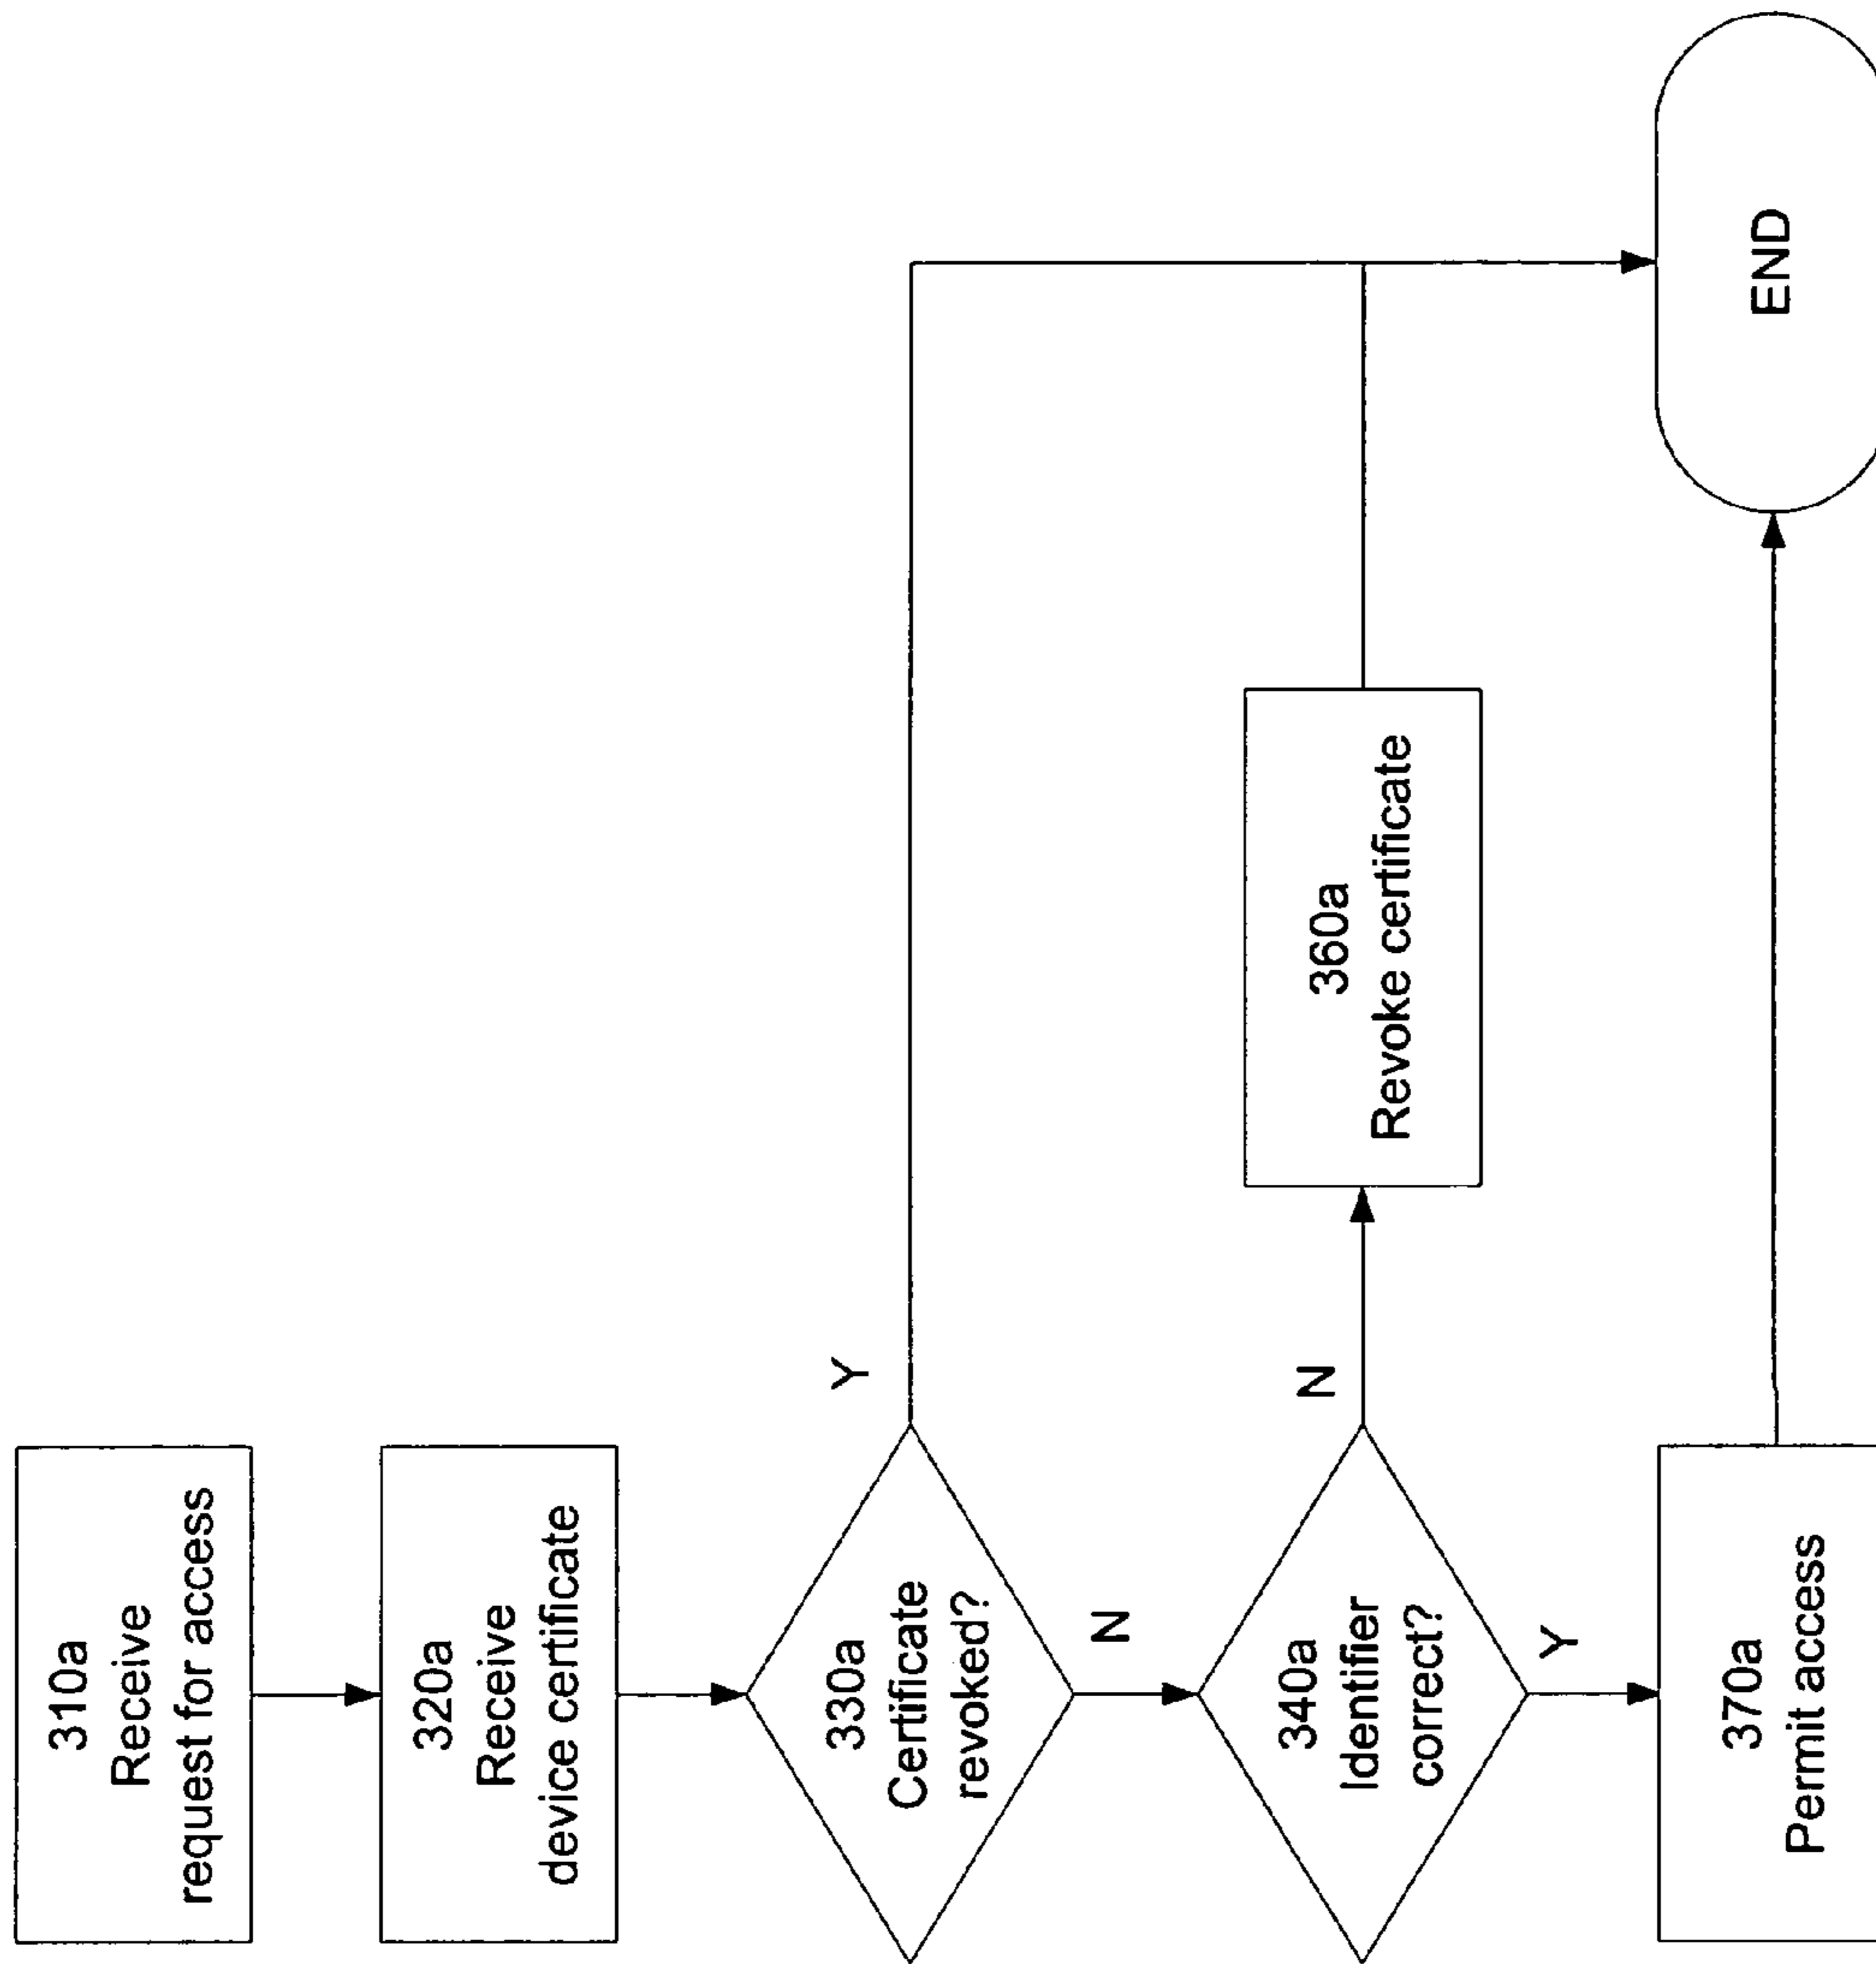 310a
Receive
request for access
320a
Receive
device certificate
330a
Certificate
revoked?
Y
N
340a
Identifier
correct?
N
Y
360a
Revoke certificate
370a
Permit access
END